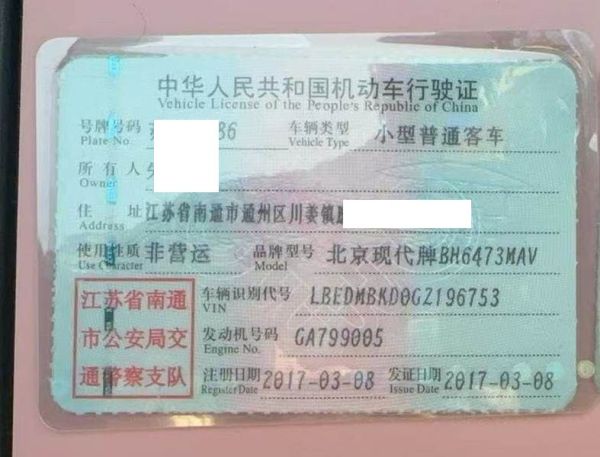 中华人民共和国机动车行驶证
Vehicle License of the People's Republic of China
号牌号码 86 车辆类型 小型普通客车
Plate No. Vehicle Type
所有人
Owner
住址 江苏省南通市通州区川姜镇
Address
使用性质 非营运 品牌型号 北京现代牌BH6473MAV
Use Character Model
江苏省南通
市公安局交
通警察支队
车辆识别代号 LBEDMBKD0GZ196753
VIN
发动机号码 GA799005
Engine No.
注册日期 2017-03-08 发证日期 2017-03-08
Register Date Issue Date